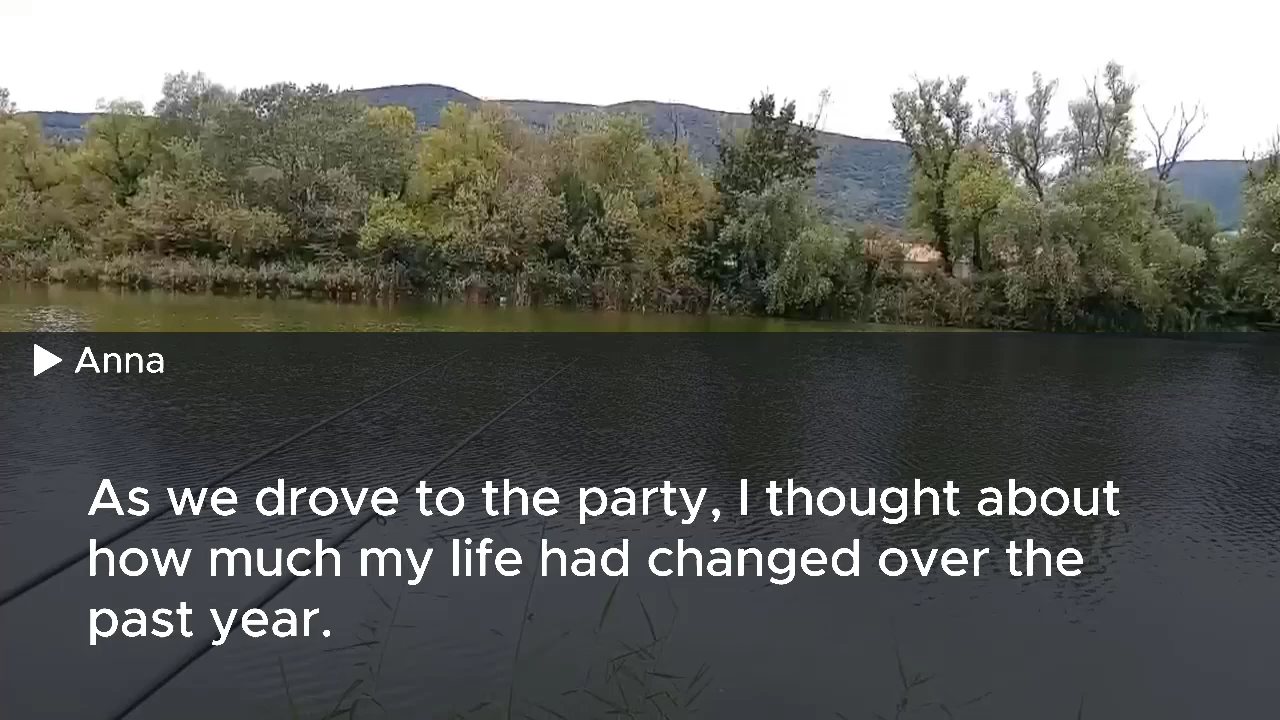 Anna
As we drove to the party, I thought about
how much my life had changed over the
past year.